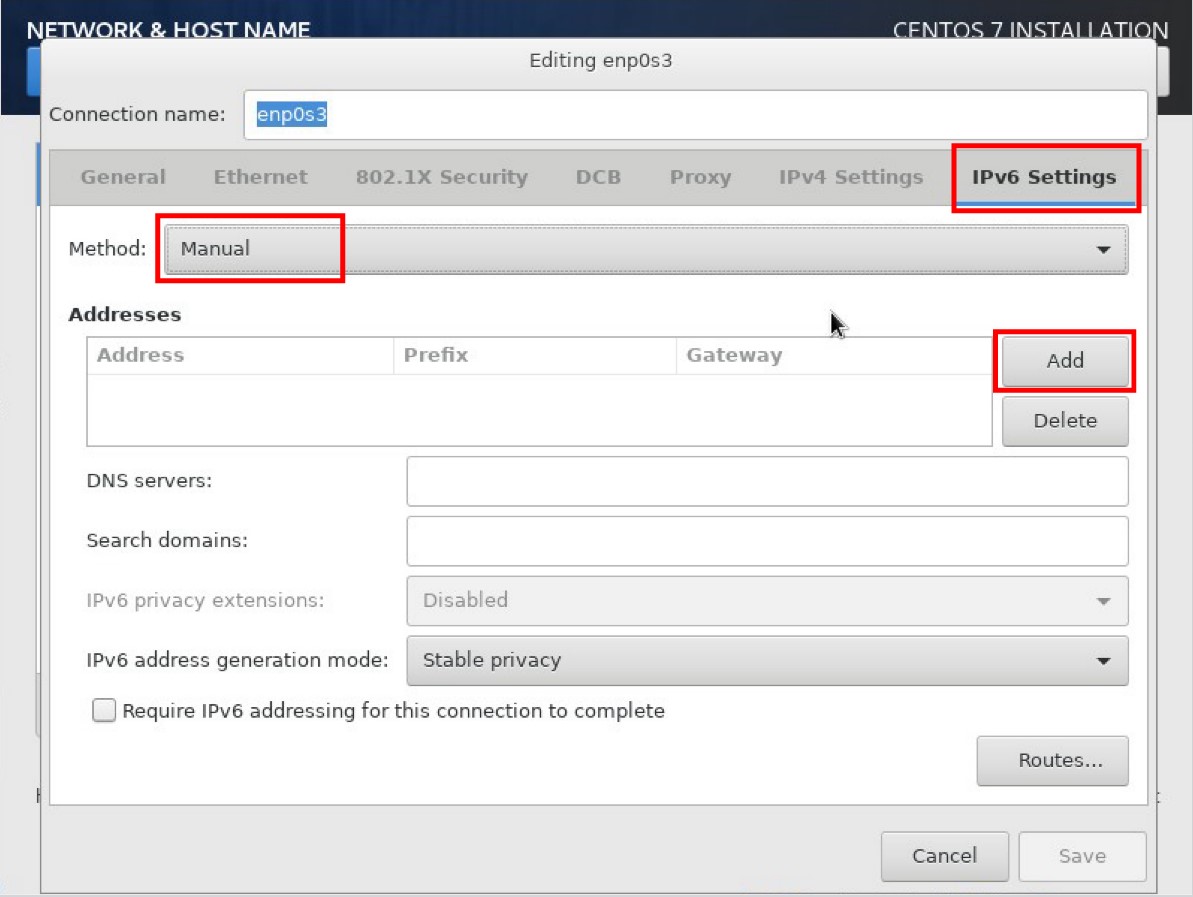 NETWORK & HOST NAME
CENTOS 7 INSTALLATION
Editing enp0s3
Connection name: enp0s3
General Ethernet 802.1X Security DCB Proxy IPv4 Settings IPv6 Settings
Method: Manual
Addresses
Address Prefix Gateway
Add
Delete
DNS servers:
Search domains:
IPv6 privacy extensions: Disabled
IPv6 address generation mode: Stable privacy
Require IPv6 addressing for this connection to complete
Routes...
Cancel Save